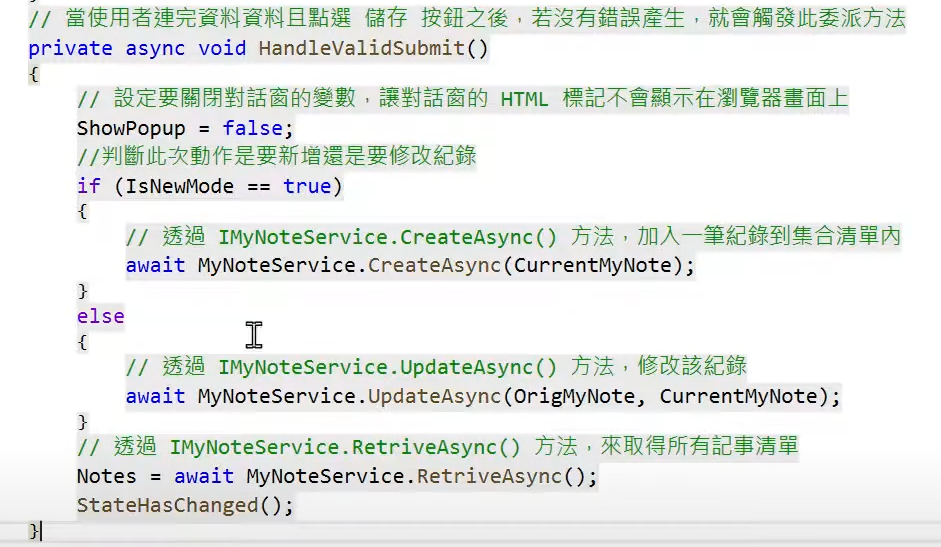 // 當使用者連完資料資料且點選 儲存 按鈕之後，若沒有錯誤產生，就會觸發此委派方法
private async void HandleValidSubmit()
{
// 設定要關閉對話窗的變數，讓對話窗的 HTML 標記不會顯示在瀏覽器畫面上
ShowPopup = false;
//判斷此次動作是要新增還是要修改紀錄
if (IsNewMode == true)
{
// 透過 IMyNoteService.CreateAsync() 方法，加入一筆紀錄到集合清單內
await MyNoteService.CreateAsync(CurrentMyNote);
}
else
{
// 透過 IMyNoteService.UpdateAsync() 方法，修改該紀錄
await MyNoteService.UpdateAsync(OrigMyNote, CurrentMyNote);
}
// 透過 IMyNoteService.RetriveAsync() 方法，來取得所有記事清單
Notes = await MyNoteService.RetriveAsync();
StateHasChanged();
}